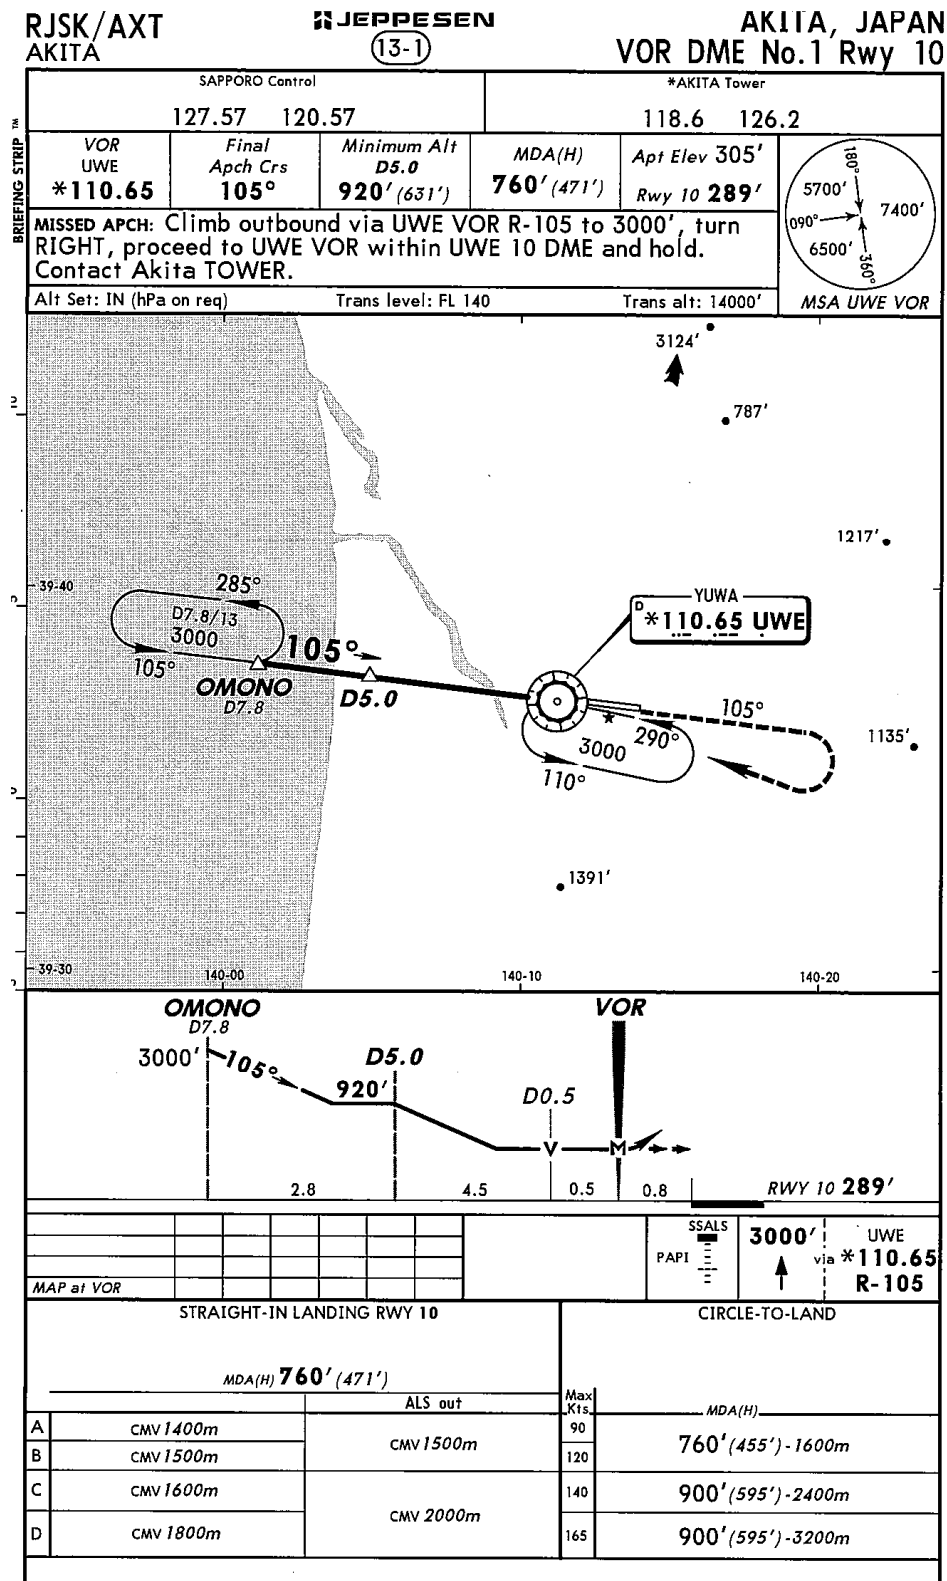 RJSK/AXT
AKITA
JEPPESEN
13-1
AKITA, JAPAN
VOR DME No.1 Rwy 10
BRIEFING STRIP ™
SAPPORO Control
127.57 120.57
*AKITA Tower
118.6 126.2
VOR
UWE
*110.65
Final
Apch Crs
105°
Minimum Alt
D5.0
920' (631')
MDA(H)
760' (471')
Apt Elev 305'
Rwy 10 289'
MISSED APCH: Climb outbound via UWE VOR R-105 to 3000', turn
RIGHT, proceed to UWE VOR within UWE 10 DME and hold.
Contact Akita TOWER.
Alt Set: IN (hPa on req) Trans level: FL 140 Trans alt: 14000'
180°
5700'
7400'
090°
6500'
360°
MSA UWE VOR
3124'
787'
1217'
39-40
285°
D7.8/13
3000
105°
105°
OMONO
D7.8
D5.0
YUWA
D *110.65 UWE
105°
290°
3000
110°
1135'
1391'
39-30
140-00
140-10
140-20
OMONO
D7.8
3000'
105°
D5.0
920'
D0.5
VOR
V
M
2.8
4.5
0.5
0.8
RWY 10 289'
MAP at VOR
SSALS
PAPI
3000'
via
UWE
*110.65
R-105
STRAIGHT-IN LANDING RWY 10
CIRCLE-TO-LAND
MDA(H) 760' (471')
ALS out
Max
Kts
MDA(H)
A CMV 1400m
B CMV 1500m
CMV 1500m
C CMV 1600m
D CMV 1800m
CMV 2000m
90
120
760' (455') - 1600m
140 900' (595') - 2400m
165 900' (595') - 3200m